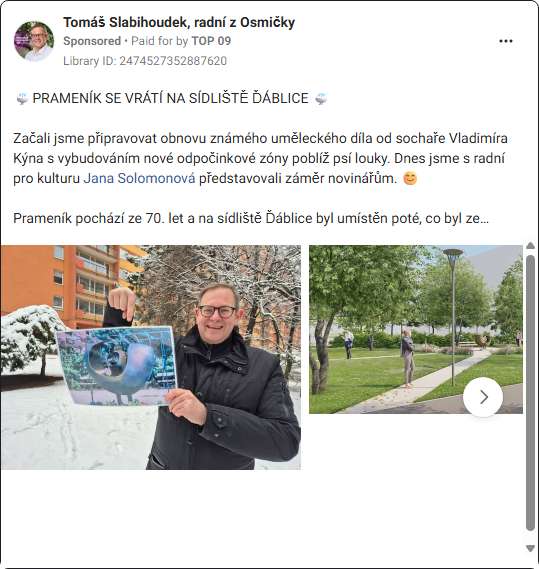 Tomáš Slabihoudek, radní z Osmičky
Sponsored • Paid for by TOP 09
Library ID: 2474527352887620
⛲ PRAMENÍK SE VRÁTÍ NA SÍDLIŠTĚ ĎÁBLICE ⛲
Začali jsme připravovat obnovu známého uměleckého díla od sochaře Vladimíra
Kýna s vybudováním nové odpočinkové zóny poblíž psí louky. Dnes jsme s radní
pro kulturu Jana Solomonová představovali záměr novinářům. 😊
Prameník pochází ze 70. let a na sídliště Ďáblice byl umístěn poté, co byl ze...